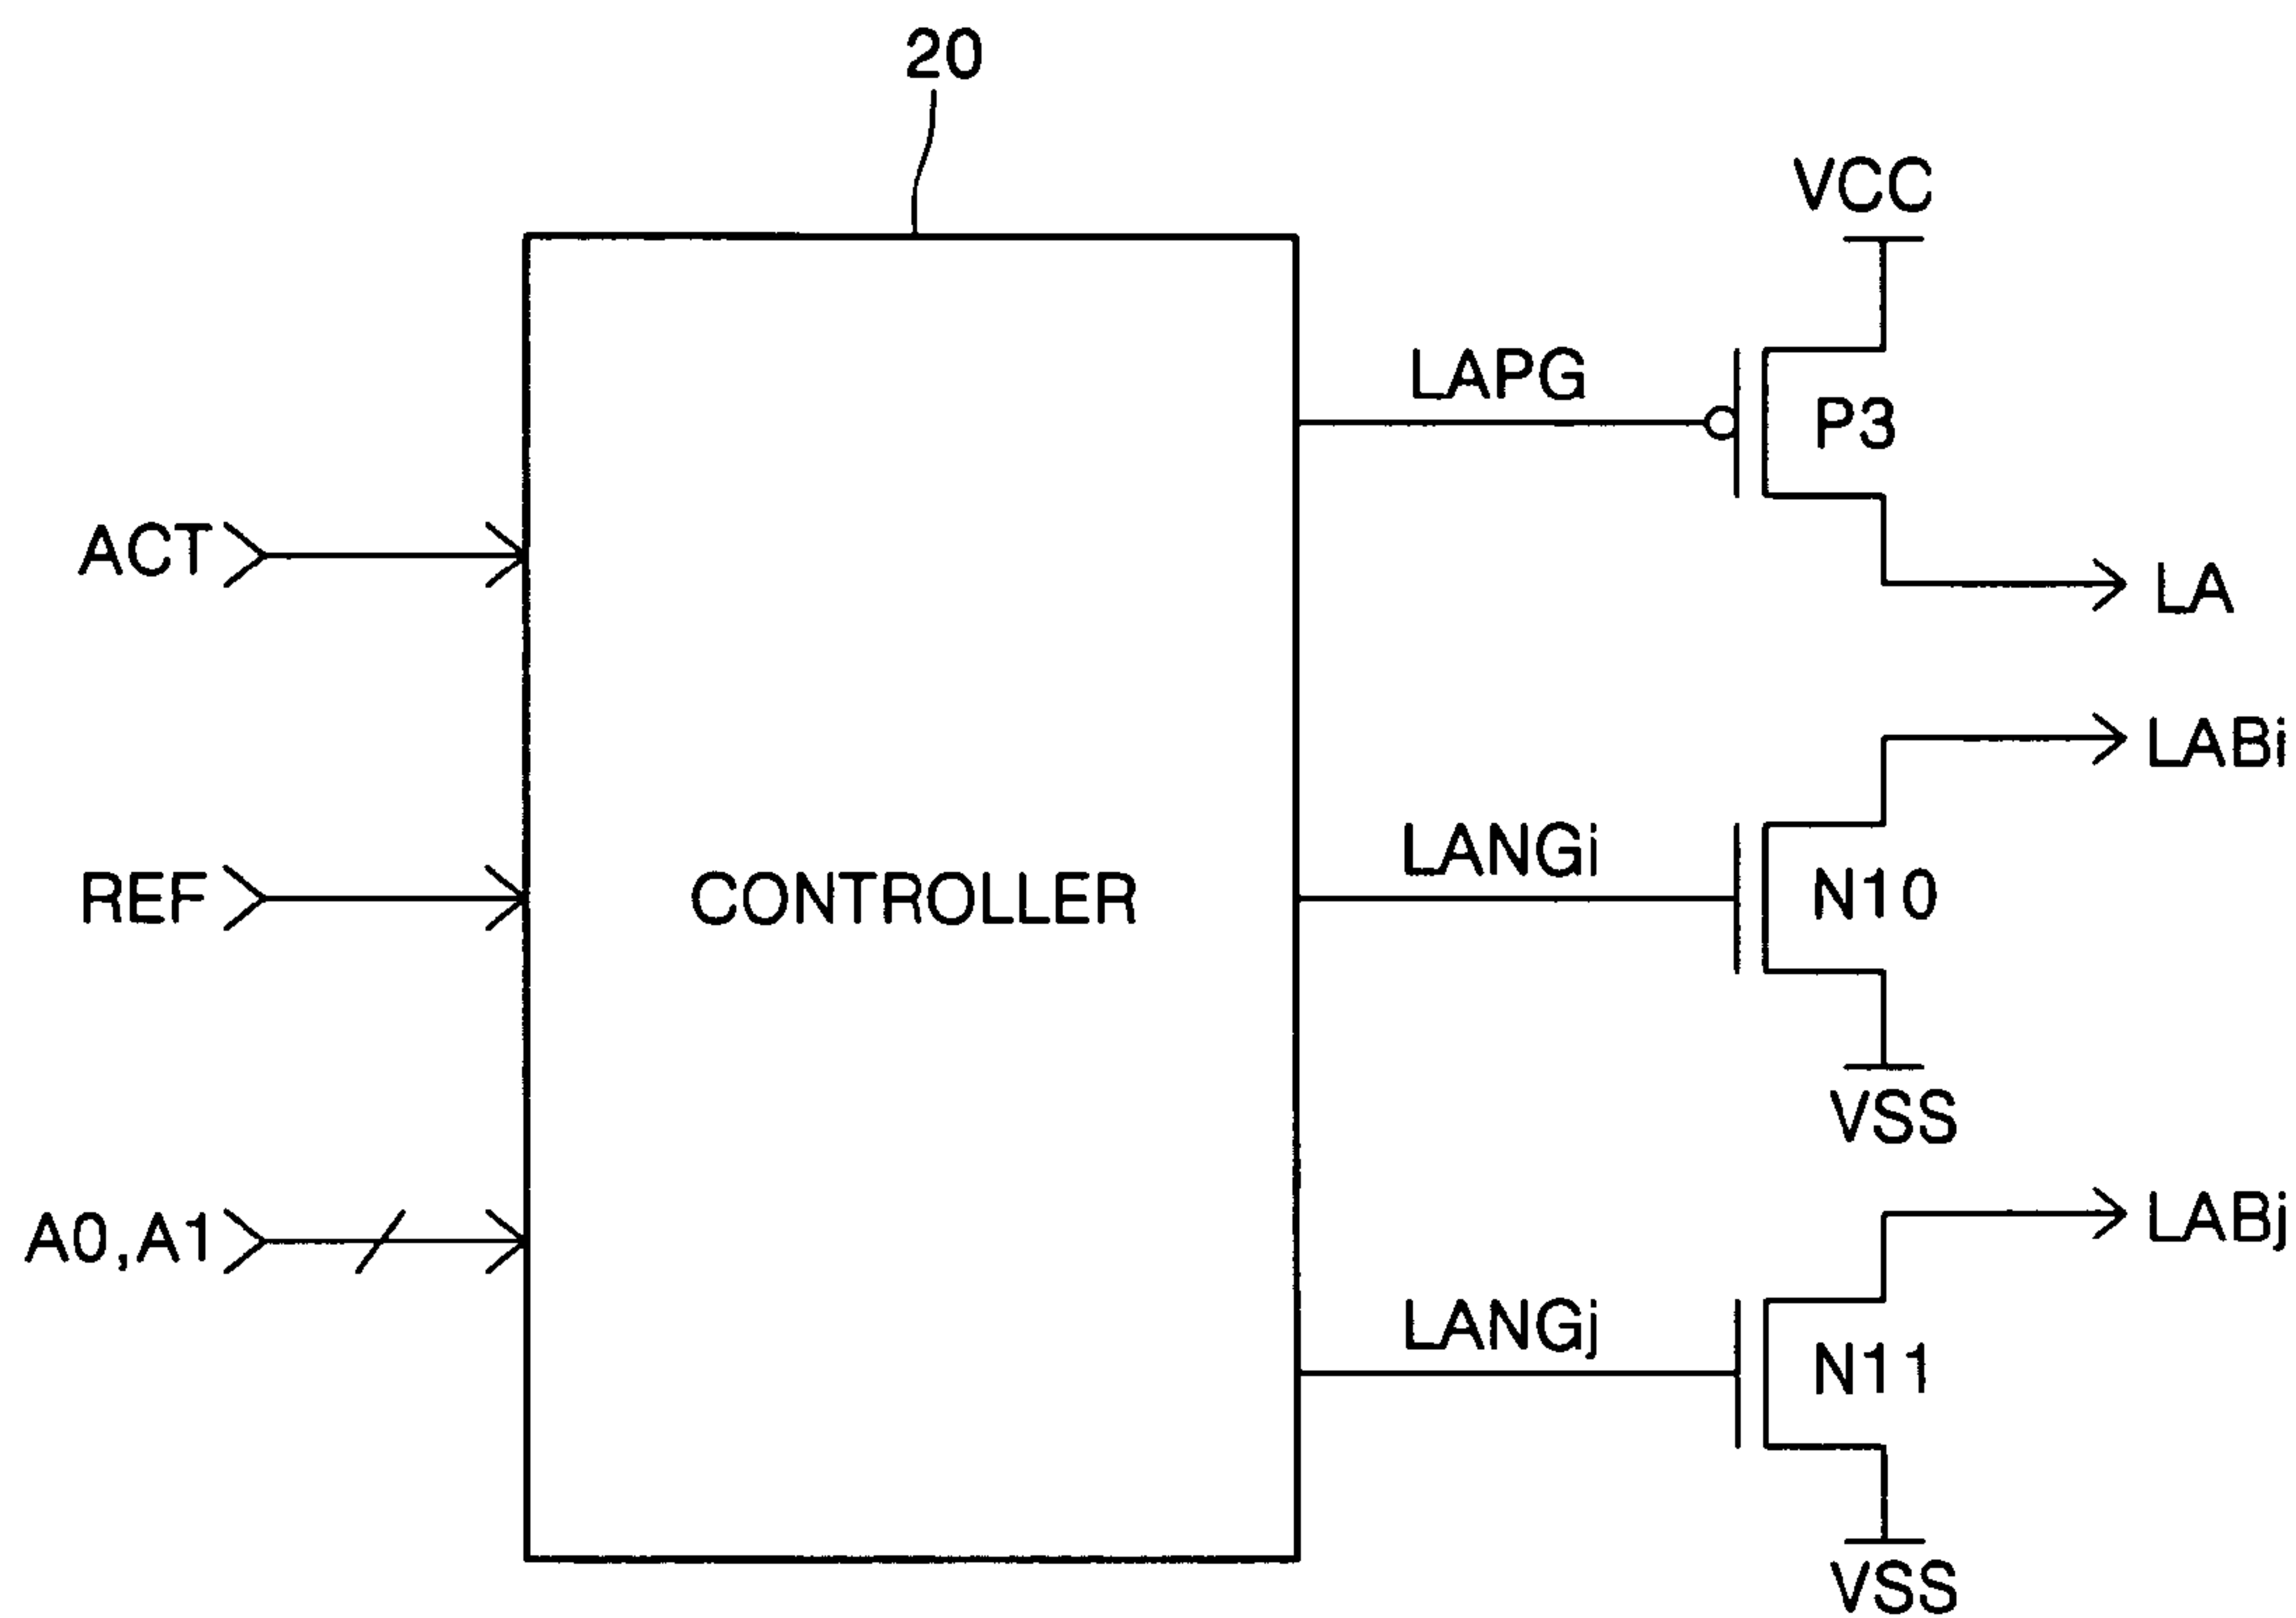 20
VCC
LAPG
P3
ACT
LA
LABi
LANGi
REF
CONTROLLER
N10
VSS
A0,A1
LABj
LANGj
N11
VSS